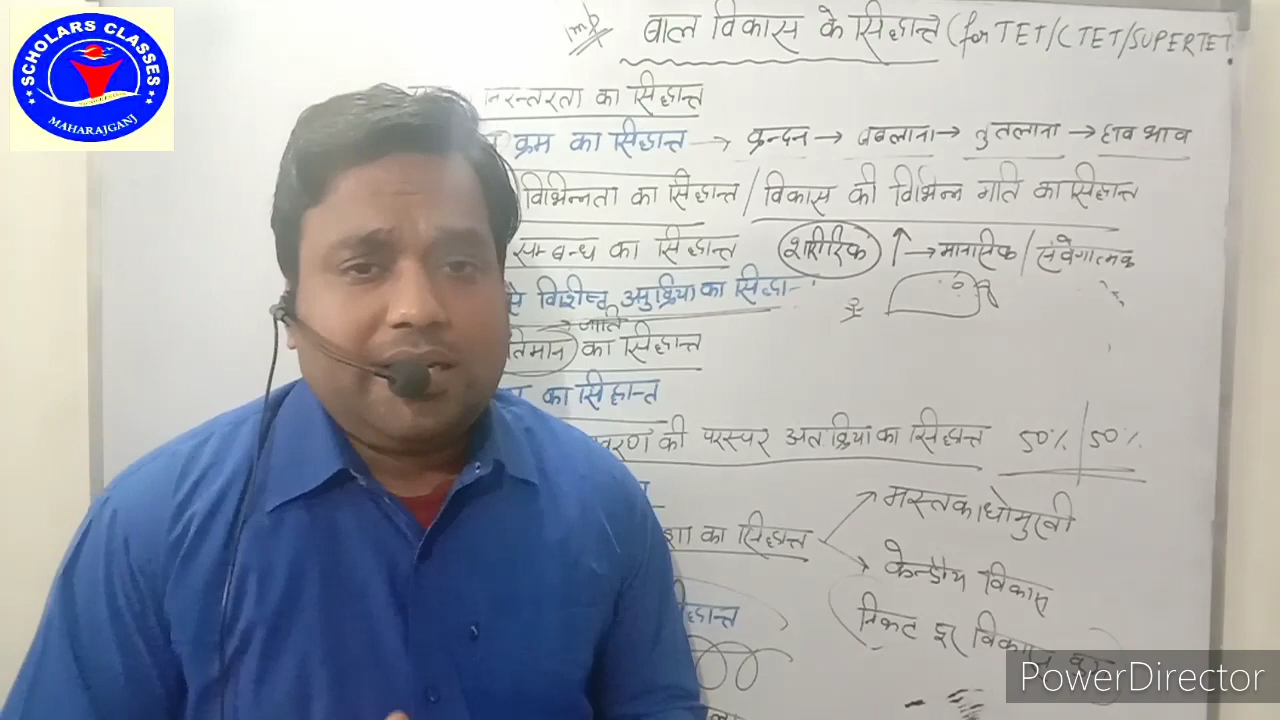 SCHOLARS CLASSES
MAHARAJGANJ
imp बाल विकास के सिद्धान्त (for TET/CTET/SUPERTET.
निरन्तरता का सिद्धान्त
क्रम का सिद्धान्त → क्रन्दन → बबलाना → तुतलाना → हाव भाव
विभिन्नता का सिद्धान्त / विकास की विभिन्न गति का सिद्धान्त
सम्बन्ध का सिद्धान्त शारीरिक ↑ → मानसिक / संवेगात्मक
से विशिष्ट अनुक्रिया का सिद्धा
→ जाति
तिमान का सिद्धान्त
का सिद्धान्त
वरण की परस्पर अतः क्रिया का सिद्धान्त 50% 50%
मस्तकाधोमुखी
शा का सिद्धान्त
केन्द्रीय विकास
निकट दूर विकास
द्धान्त
PowerDirector